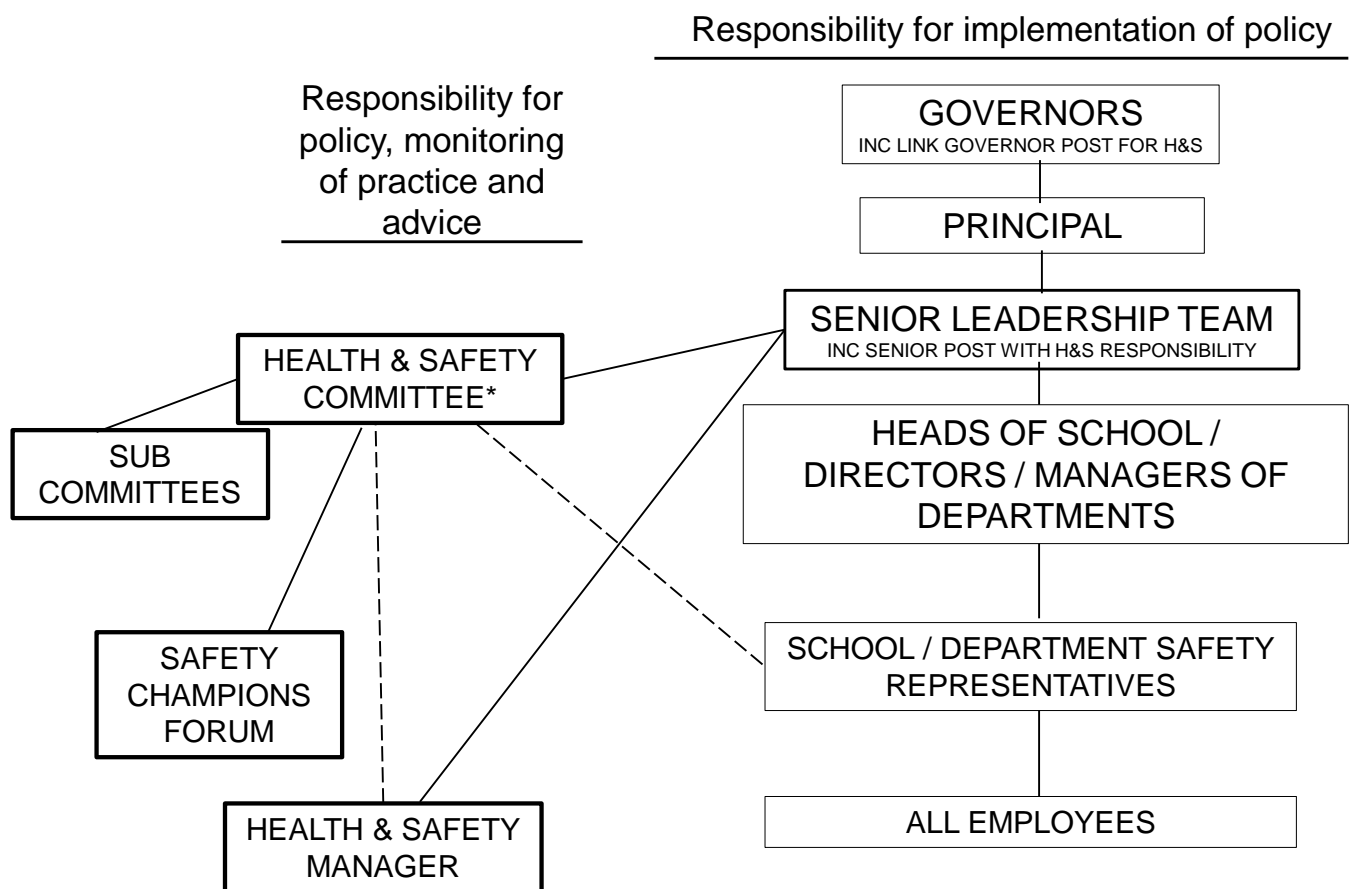 Responsibility for implementation of policy
Responsibility for
policy, monitoring
of practice and
advice
GOVERNORS
INC LINK GOVERNOR POST FOR H&S
PRINCIPAL
SENIOR LEADERSHIP TEAM
INC SENIOR POST WITH H&S RESPONSIBILITY
HEALTH & SAFETY
COMMITTEE*
SUB
COMMITTEES
HEADS OF SCHOOL /
DIRECTORS / MANAGERS OF
DEPARTMENTS
SAFETY
CHAMPIONS
FORUM
SCHOOL / DEPARTMENT SAFETY
REPRESENTATIVES
HEALTH & SAFETY
MANAGER
ALL EMPLOYEES